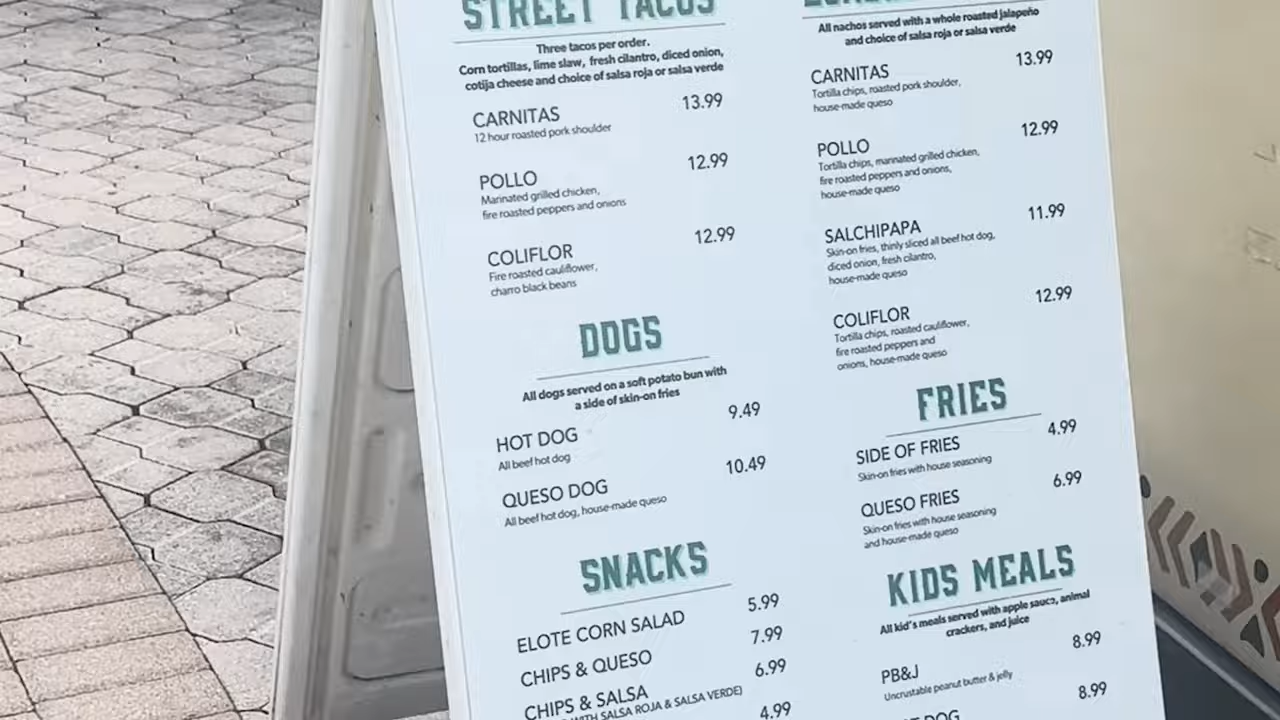 STREET TACOS
Three tacos per order.
Corn tortillas, lime slaw, fresh cilantro, diced onion,
cotija cheese and choice of salsa roja or salsa verde
CARNITAS 13.99
12 hour roasted pork shoulder
POLLO 12.99
Marinated grilled chicken,
fire roasted peppers and onions
COLIFLOR 12.99
Fire roasted cauliflower,
charro black beans
DOGS
All dogs served on a soft potato bun with
a side of skin-on fries
HOT DOG 9.49
All beef hot dog
QUESO DOG 10.49
All beef hot dog, house-made queso
SNACKS
ELOTE CORN SALAD 5.99
CHIPS & QUESO 7.99
CHIPS & SALSA 6.99
WITH SALSA ROJA & SALSA VERDE)
4.99
All nachos served with a whole roasted jalapeño
and choice of salsa roja or salsa verde
CARNITAS 13.99
Tortilla chips, roasted pork shoulder,
house-made queso
POLLO 12.99
Tortilla chips, marinated grilled chicken,
fire roasted peppers and onions,
house-made queso
SALCHIPAPA 11.99
Skin-on fries, thinly sliced all beef hot dog,
diced onion, fresh cilantro,
house-made queso
COLIFLOR 12.99
Tortilla chips, roasted cauliflower,
fire roasted peppers and
onions, house-made queso
FRIES
SIDE OF FRIES 4.99
Skin-on fries with house seasoning
QUESO FRIES 6.99
Skin-on fries with house seasoning
and house-made queso
KIDS MEALS
All kid's meals served with apple sauce, animal
crackers, and juice
PB&J 8.99
Uncrustable peanut butter & jelly
DOG 8.99